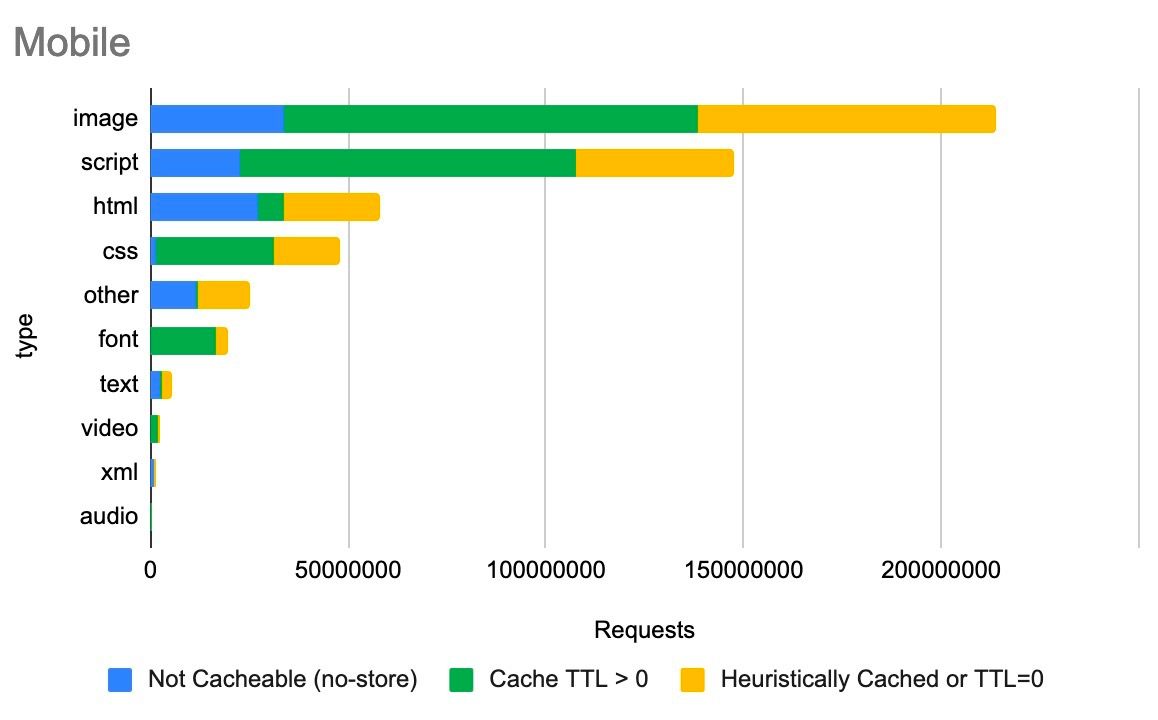 Mobile
image
script
html
css
other
font
text
video
xml
audio
type
0 50000000 100000000 150000000 200000000
Requests
Not Cacheable (no-store) Cache TTL > 0 Heuristically Cached or TTL=0